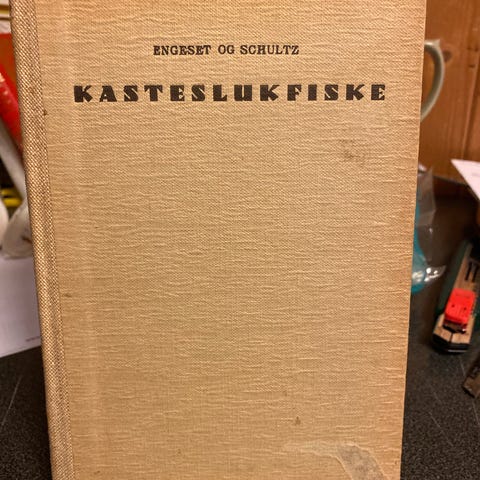 ENGESET OG SCHULTZ
KASTESLUKFISKE